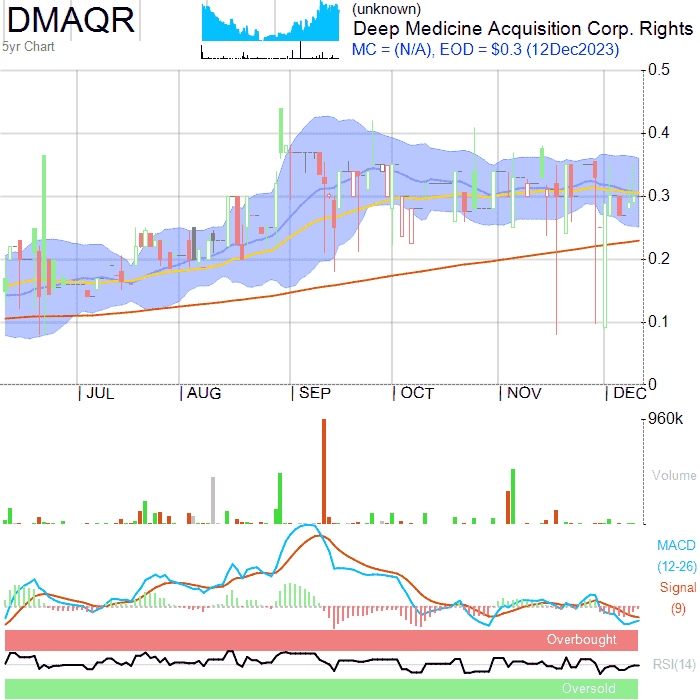 DMAQR
5yr Chart
(unknown)
Deep Medicine Acquisition Corp. Rights
MC = (N/A), EOD = $0.3 (12Dec2023)
0.5
0.4
0.3
0.2
0.1
0
JUL AUG SEP OCT NOV DEC
960k
Volume
MACD
(12-26)
Signal
(9)
Overbought
RSI(14)
Oversold